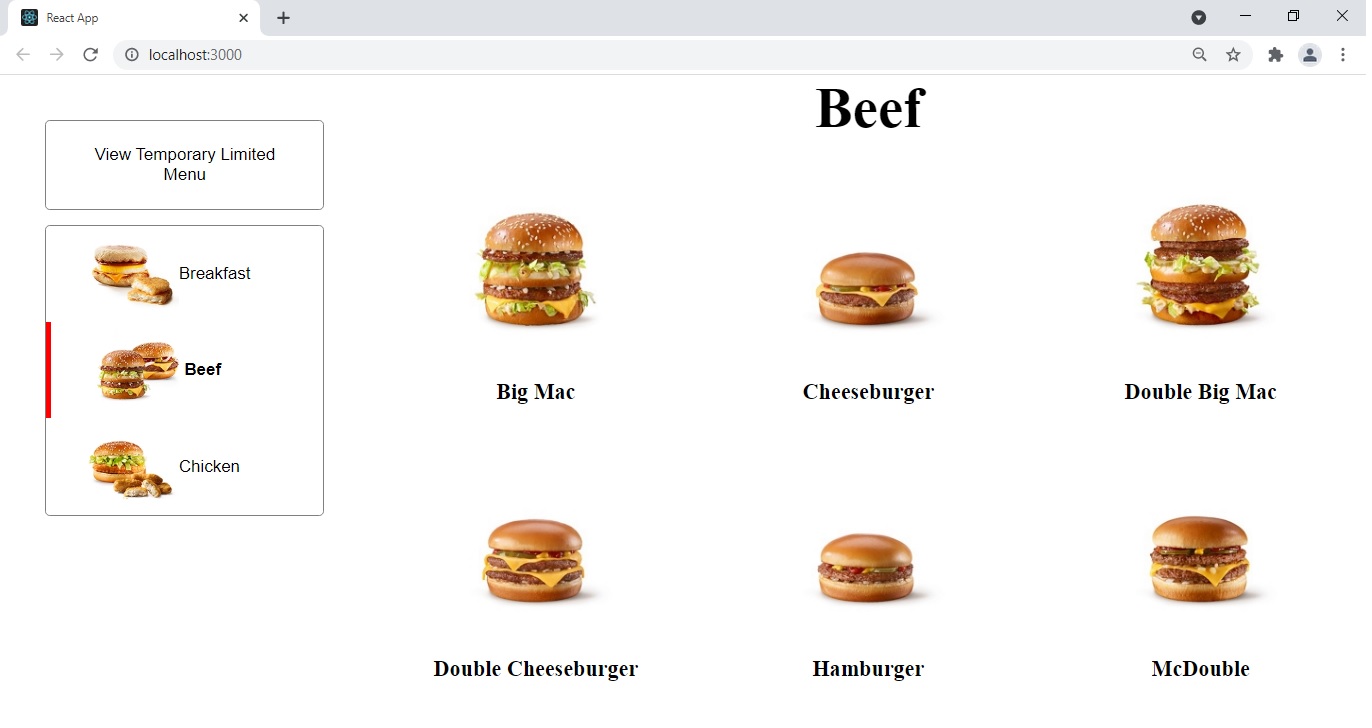 React App
localhost:3000
View Temporary Limited
Menu
Breakfast
Beef
Chicken
Beef
Big Mac
Cheeseburger
Double Big Mac
Double Cheeseburger
Hamburger
McDouble